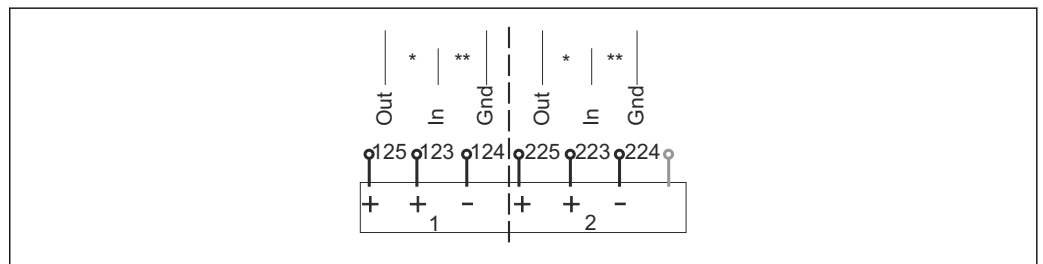 * ** * **
Out In Gnd Out In Gnd
125 123 124 225 223 224
+ + - + + -
1 2